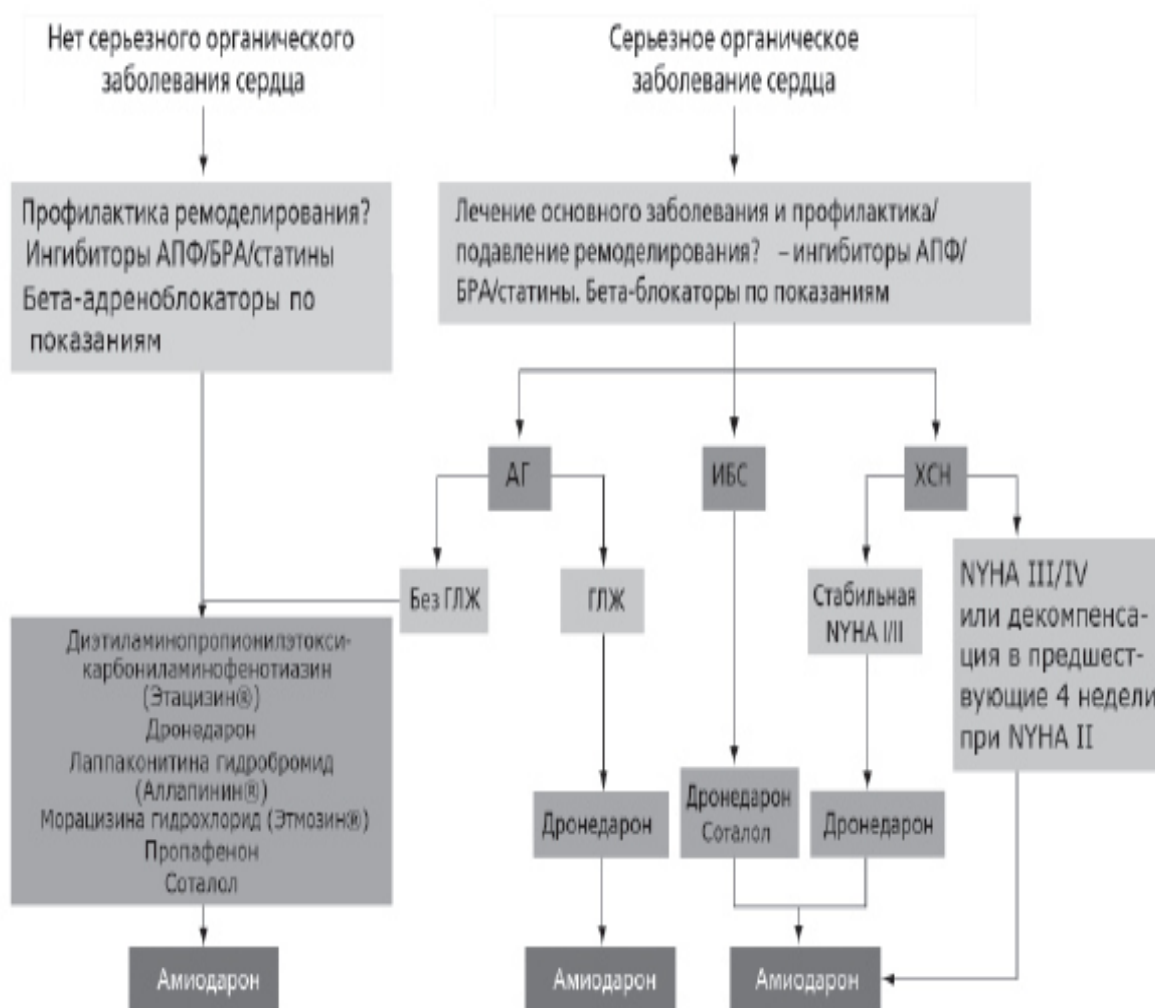 Нет серьезного органического
заболевания сердца
Серьезное органическое
заболевание сердца
Профилактика ремоделирования?
Ингибиторы АПФ/БРА/статины
Бета-адреноблокаторы по
показаниям
Лечение основного заболевания и профилактика/
подавление ремоделирования? – ингибиторы АПФ/
БРА/статины. Бета-блокаторы по показаниям
АГ
ИБС
ХСН
Без ГЛЖ
ГЛЖ
Стабильная
NYHA I/II
NYHA III/IV
или декомпенса-
ция в предшест-
вующие 4 недели
при NYHA II
Диэтиламинопропионилэтокси-
карбониламинофенотиазин
(Этацизин®)
Дронедарон
Лаппаконитина гидробромид
(Аллапинин®)
Морацизина гидрохлорид (Этмозин®)
Пропафенон
Соталол
Дронедарон
Дронедарон
Соталол
Дронедарон
Амиодарон
Амиодарон
Амиодарон